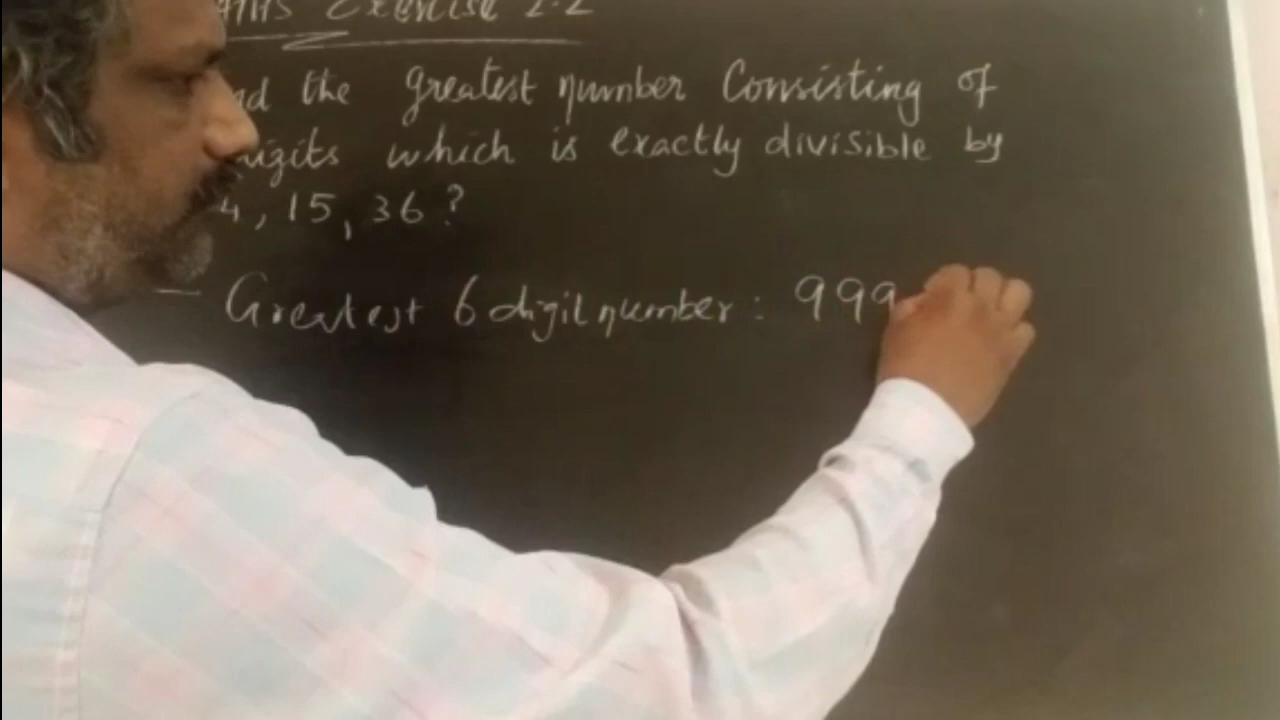 Exercise 2.2
the greatest number Consisting of
which is exactly divisible by
4, 15, 36 ?
— Greatest 6 digit number : 999